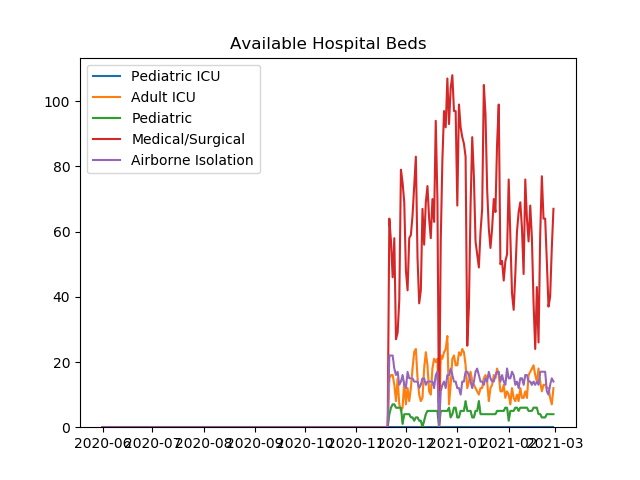 Available Hospital Beds
Pediatric ICU
Adult ICU
Pediatric
Medical/Surgical
Airborne Isolation
100
80
60
40
20
0
2020-06 2020-07 2020-08 2020-09 2020-10 2020-11 2020-12 2021-01 2021-02 2021-03